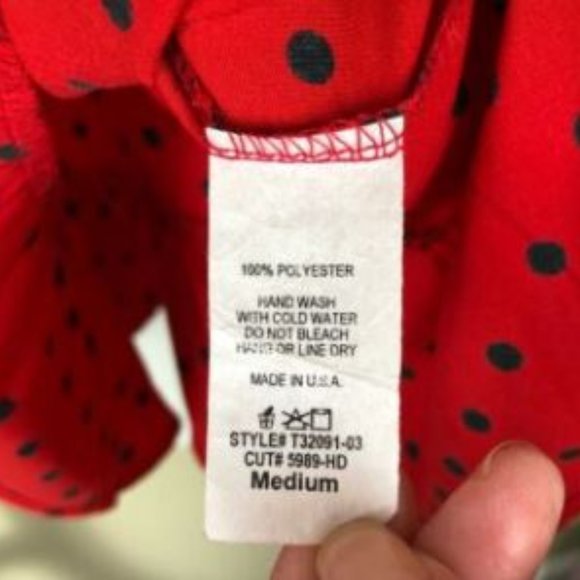 100% POLYESTER
HAND WASH
WITH COLD WATER
DO NOT BLEACH
HANG OR LINE DRY
MADE IN U.S.A.
STYLE# T32091-03
CUT# 5989-HD
Medium